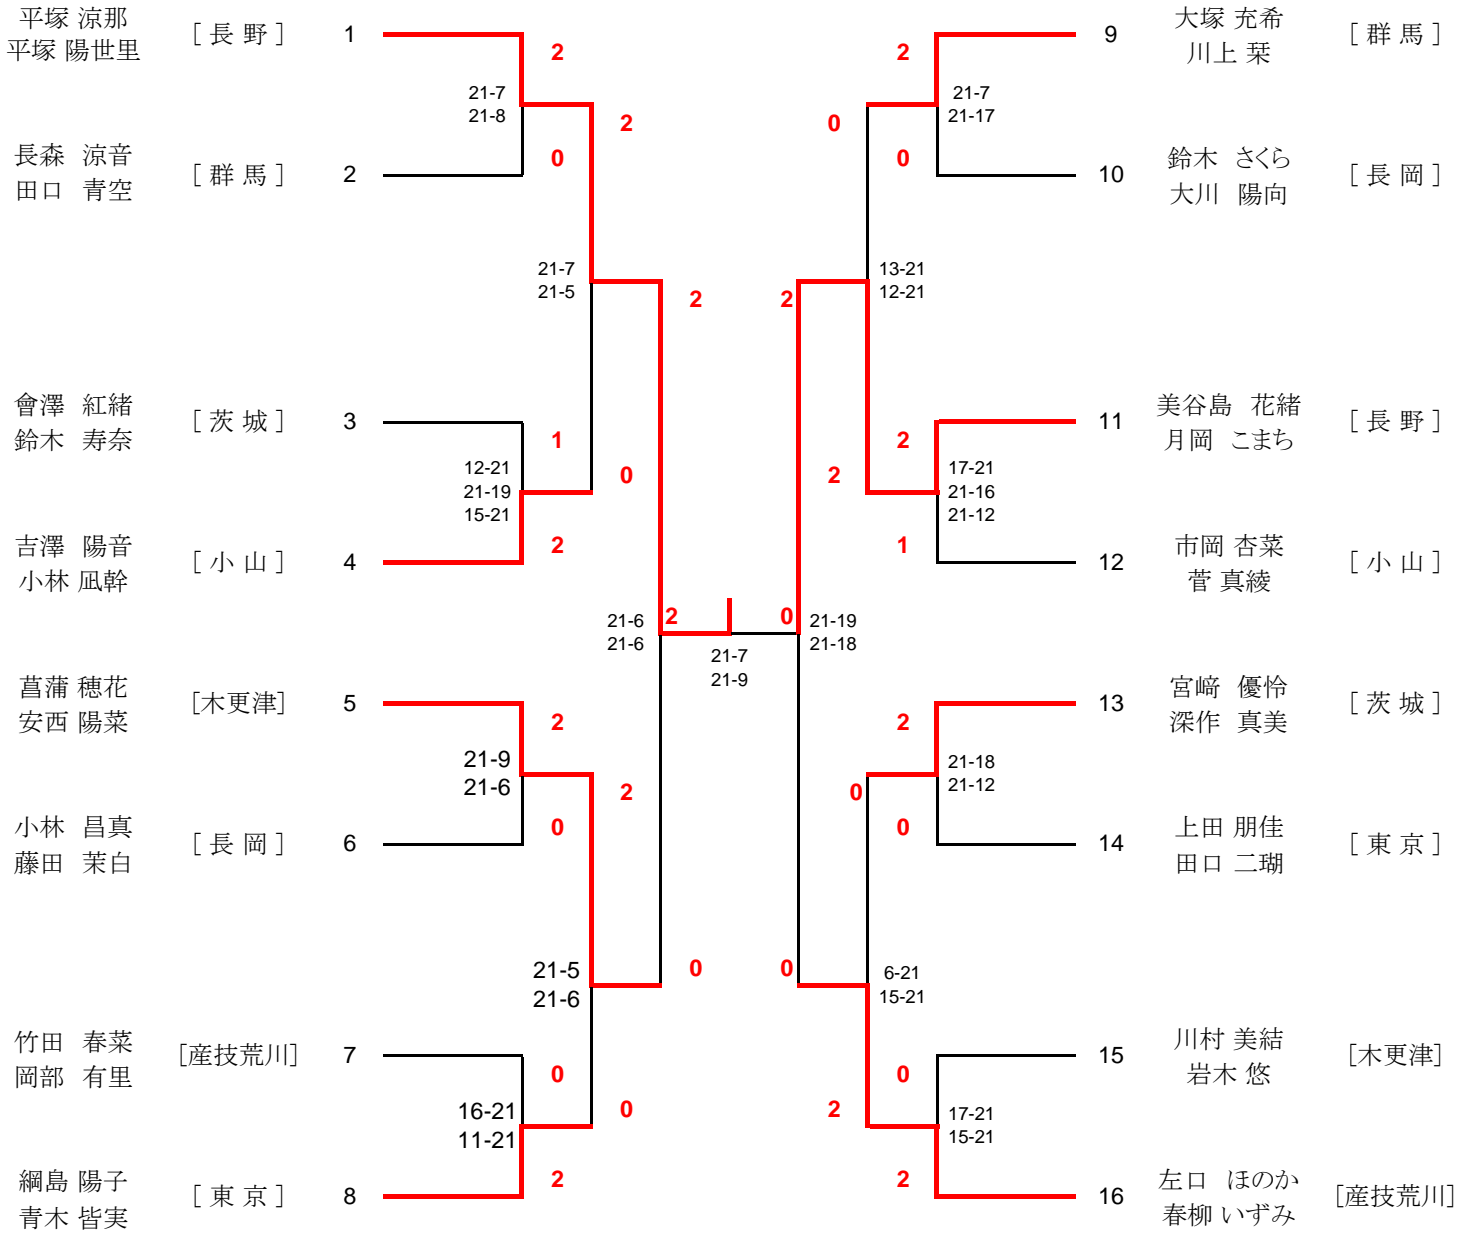 平塚 涼那
平塚 陽世里
[ 長 野 ]
1
2
21-7
21-8
2
長森 涼音
田口 青空
[ 群 馬 ]
2
0
21-7
21-5
2
會澤 紅緒
鈴木 寿奈
[ 茨 城 ]
3
1
12-21
21-19
15-21
0
吉澤 陽音
小林 凪幹
[ 小 山 ]
4
2
21-6
21-6
2
菖蒲 穂花
安西 陽菜
[木更津]
5
2
21-9
21-6
2
小林 昌真
藤田 茉白
[ 長 岡 ]
6
0
21-5
21-6
0
竹田 春菜
岡部 有里
[産技荒川]
7
0
16-21
11-21
0
綱島 陽子
青木 皆実
[ 東 京 ]
8
2
21-7
21-9
2
9
大塚 充希
川上 栞
[ 群 馬 ]
0
21-7
21-17
0
10
鈴木 さくら
大川 陽向
[ 長 岡 ]
2
13-21
12-21
2
11
美谷島 花緒
月岡 こまち
[ 長 野 ]
2
17-21
21-16
21-12
1
12
市岡 杏菜
菅 真綾
[ 小 山 ]
0
21-19
21-18
2
13
宮﨑 優怜
深作 真美
[ 茨 城 ]
0
21-18
21-12
0
14
上田 朋佳
田口 二瑚
[ 東 京 ]
0
6-21
15-21
0
15
川村 美結
岩木 悠
[木更津]
2
17-21
15-21
2
16
左口 ほのか
春柳 いずみ
[産技荒川]